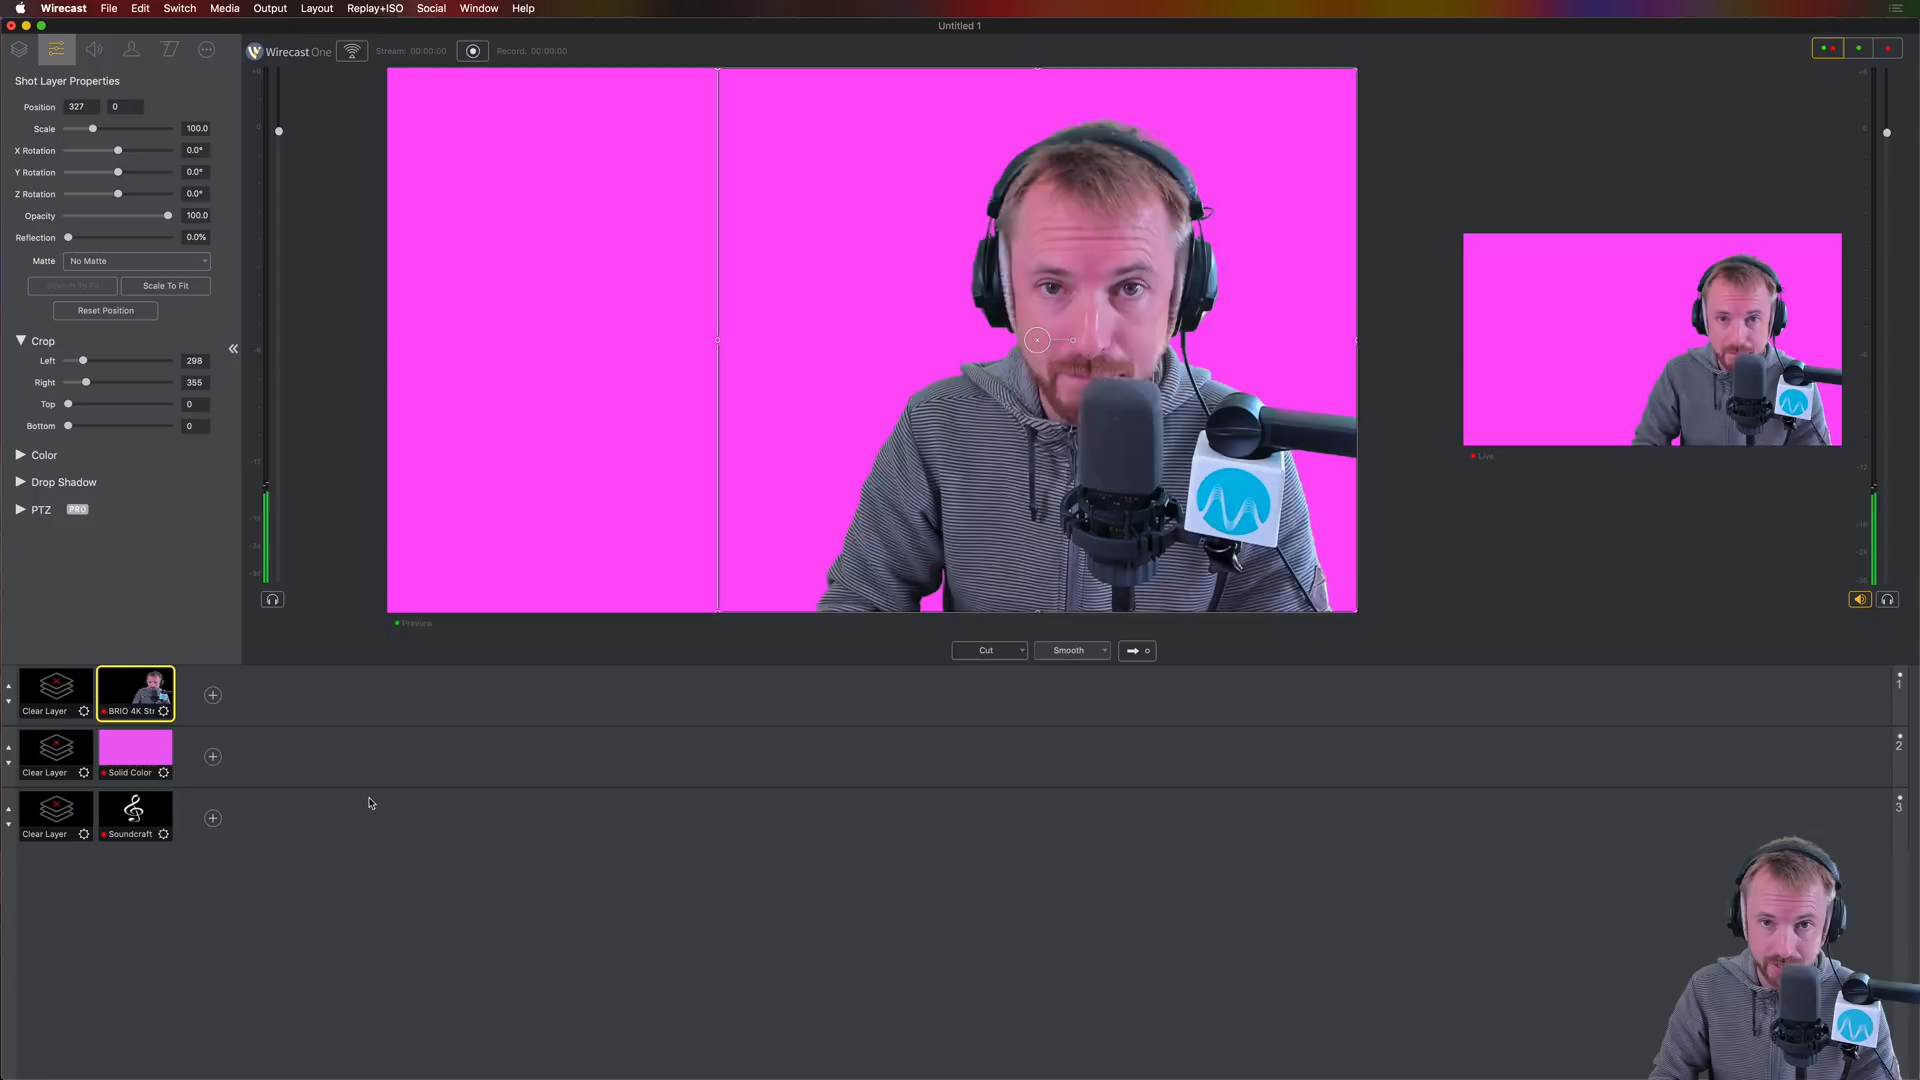 Wirecast File Edit Switch Media Output Layout Replay+ISO Social Window Help
Untitled 1
Wirecast One Stream: 00:00:00 Record: 00:00:00
Shot Layer Properties
Position 327 0
Scale 100.0
X Rotation 0.0°
Y Rotation 0.0°
Z Rotation 0.0°
Opacity 100.0
Reflection 0.0%
Matte No Matte
Scale To Fit
Reset Position
Crop
Left 298
Right 355
Top 0
Bottom 0
Color
Drop Shadow
PTZ PRO
Live
Preview
Cut Smooth
Clear Layer BRIO 4K Str
1
Clear Layer Solid Color
2
Clear Layer Soundcraft
3